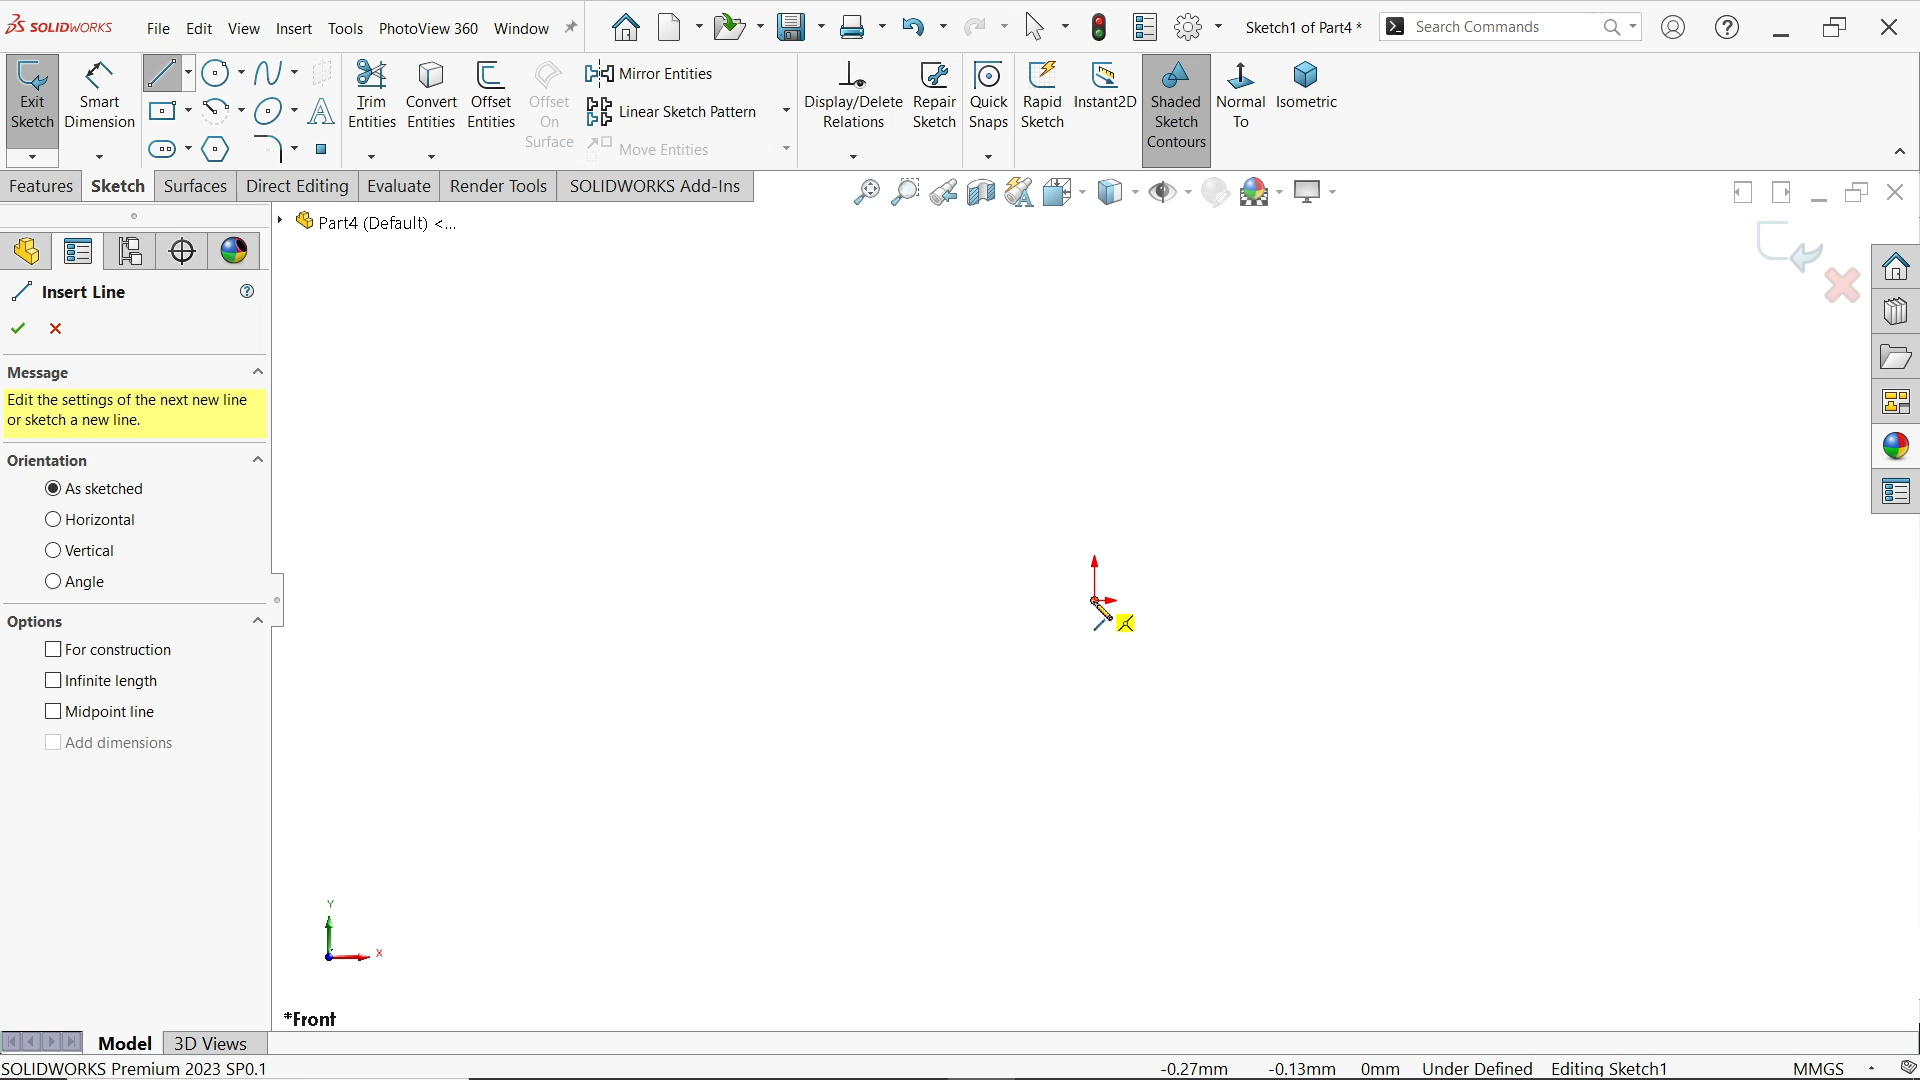 SOLIDWORKS File Edit View Insert Tools PhotoView 360 Window Sketch1 of Part4 * Search Commands
Exit Sketch
Smart Dimension
Trim Entities
Convert Entities
Offset Entities
Offset On Surface
Mirror Entities
Linear Sketch Pattern
Move Entities
Display/Delete Relations
Repair Sketch
Quick Snaps
Rapid Sketch
Instant2D
Shaded Sketch Contours
Normal To
Isometric
Features Sketch Surfaces Direct Editing Evaluate Render Tools SOLIDWORKS Add-Ins
Part4 (Default) <...
Insert Line
Message
Edit the settings of the next new line
or sketch a new line.
Orientation
As sketched
Horizontal
Vertical
Angle
Options
For construction
Infinite length
Midpoint line
Add dimensions
Y
X
*Front
Model 3D Views
SOLIDWORKS Premium 2023 SP0.1 -0.27mm -0.13mm 0mm Under Defined Editing Sketch1 MMGS